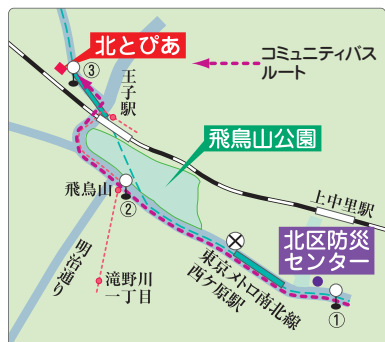 北とぴあ
③
コミュニティバス
ルート
王子駅
飛鳥山公園
飛鳥山
②
上中里駅
北区防災
センター
明治通り
滝野川
一丁目
東京メトロ南北線
西ケ原駅
①